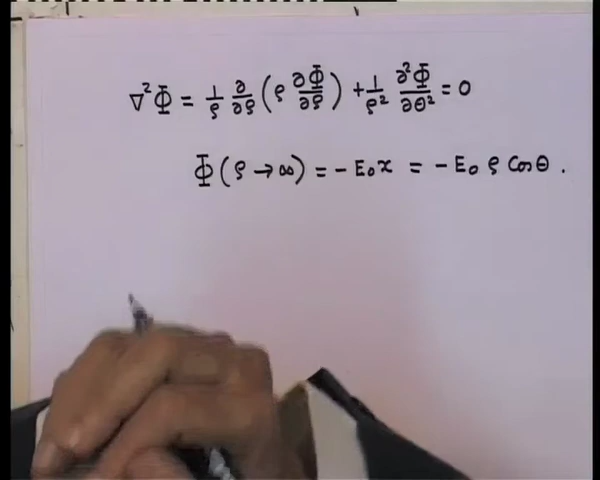 ∇²Φ = 1/ρ ∂/∂ρ (ρ ∂Φ/∂ρ) + 1/ρ² ∂²Φ/∂θ² = 0
Φ(ρ → ∞) = - E₀x = - E₀ ρ Cosθ .